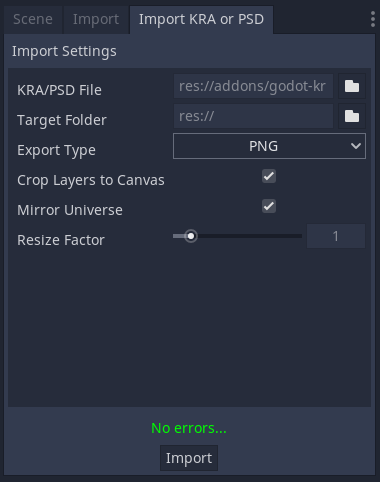 Scene Import Import KRA or PSD
Import Settings
KRA/PSD File res://addons/godot-kr
Target Folder res://
Export Type PNG
Crop Layers to Canvas
Mirror Universe
Resize Factor 1
No errors...
Import